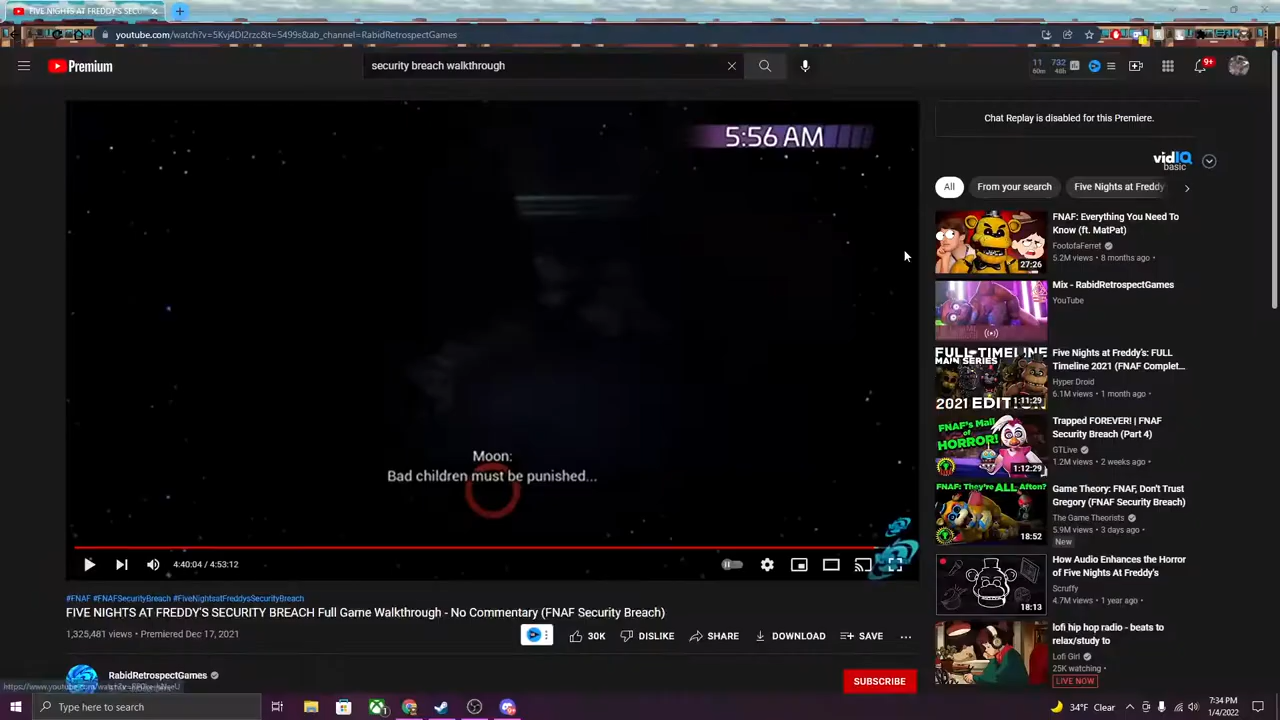 FIVE NIGHTS AT FREDDY'S SECU
youtube.com/watch?v=5Kvj4Dl2rzc&t=5499s&ab_channel=RabidRetrospectGames
Premium
security breach walkthrough
11
60m
732
48h
9+
5:56 AM
Moon:
Bad children must be punished...
4:40:04 / 4:53:12
#FNAF #FNAFSecurityBreach #FiveNightsatFreddysSecurityBreach
FIVE NIGHTS AT FREDDY'S SECURITY BREACH Full Game Walkthrough - No Commentary (FNAF Security Breach)
1,325,481 views • Premiered Dec 17, 2021
30K
DISLIKE
SHARE
DOWNLOAD
SAVE
RabidRetrospectGames
SUBSCRIBE
Chat Replay is disabled for this Premiere.
vidIQ
basic
All
From your search
Five Nights at Freddy
FNAF: Everything You Need To
Know (ft. MatPat)
FootofaFerret
5.2M views • 8 months ago
27:26
Mix - RabidRetrospectGames
YouTube
FULL-TIMELINE
MAIN SERIES
2021 EDITION
1:11:29
Five Nights at Freddy's: FULL
Timeline 2021 (FNAF Complet...
Hyper Droid
6.1M views • 1 month ago
FNAF's Mall
of
HORROR!
1:12:29
Trapped FOREVER! | FNAF
Security Breach (Part 4)
GTLive
1.2M views • 2 weeks ago
FNAF: They're ALL Afton?
18:52
Game Theory: FNAF, Don't Trust
Gregory (FNAF Security Breach)
The Game Theorists
5.9M views • 3 days ago
New
18:13
How Audio Enhances the Horror
of Five Nights At Freddy's
Scruffy
4.7M views • 1 year ago
lofi hip hop radio - beats to
relax/study to
Lofi Girl
25K watching
LIVE NOW
Type here to search
1
34°F Clear
7:34 PM
1/4/2022